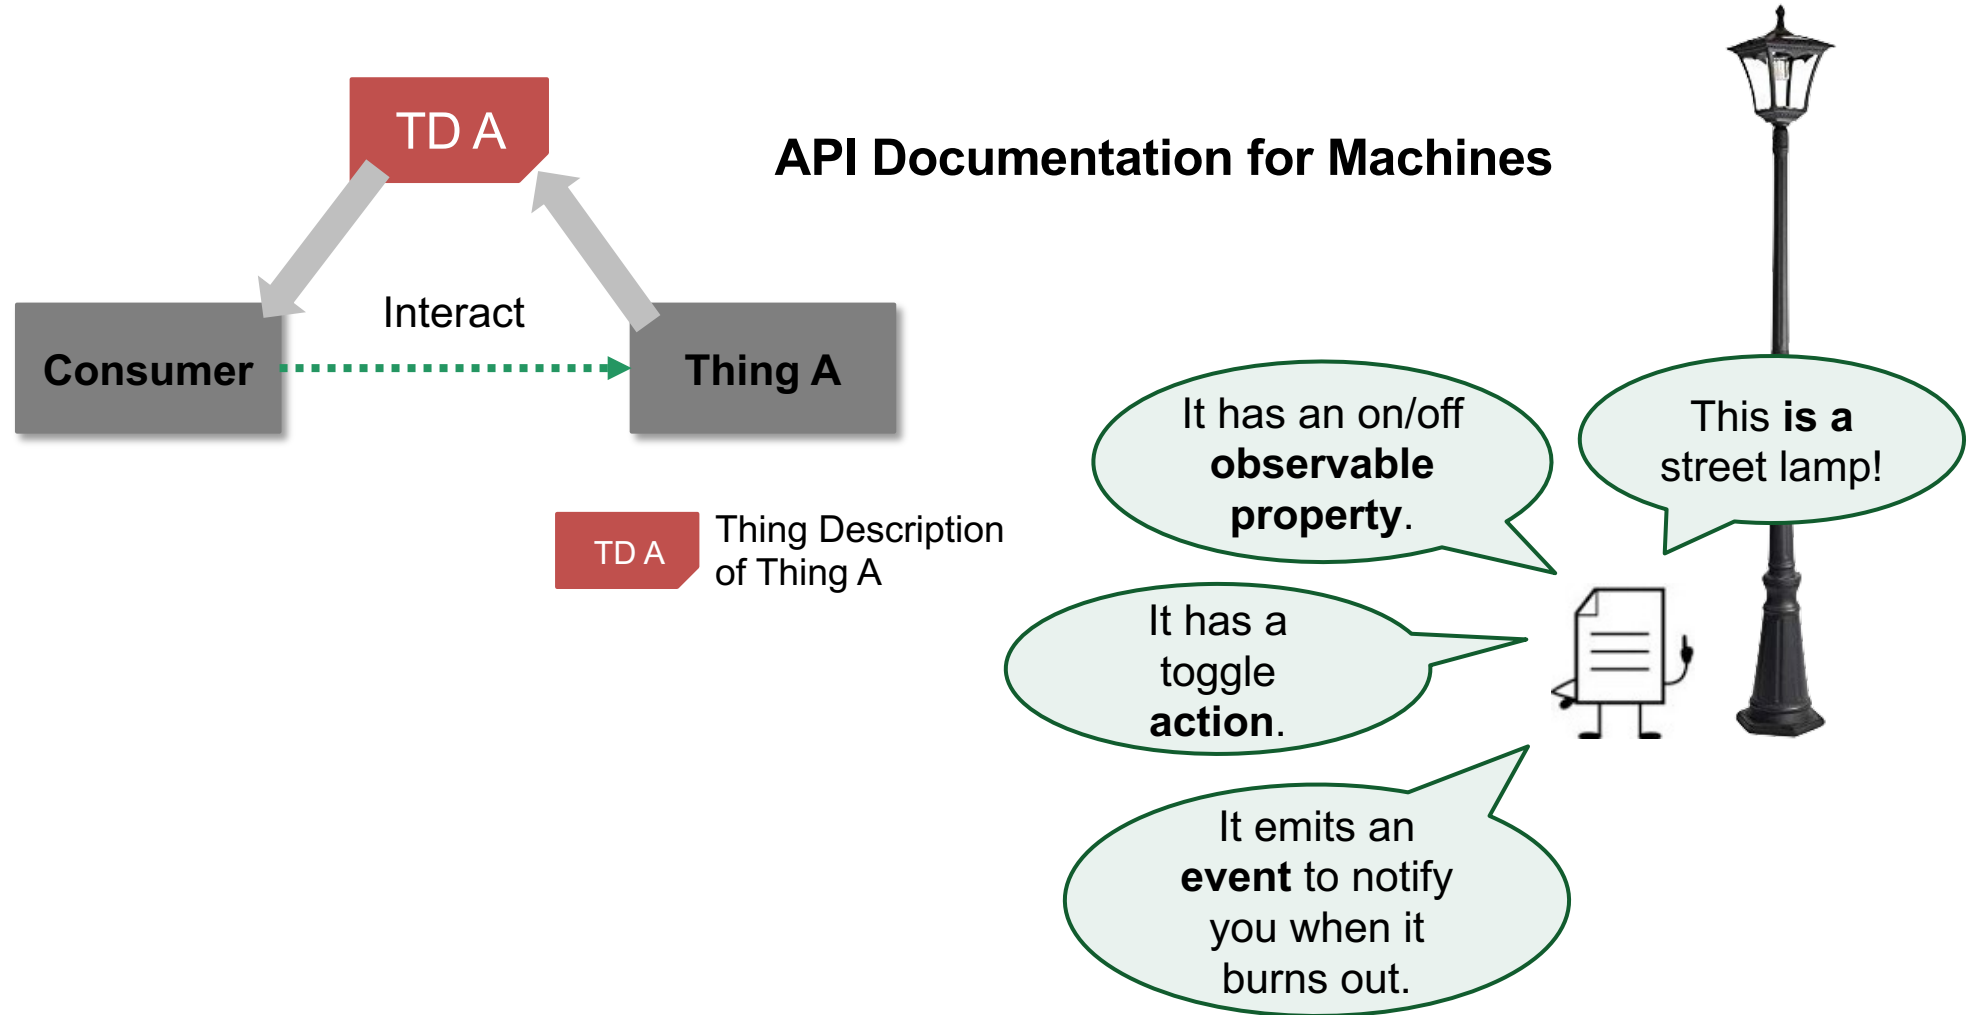 TD A
API Documentation for Machines
Interact
Consumer
Thing A
TD A
Thing Description
of Thing A
It has an on/off
observable
property.
This is a
street lamp!
It has a
toggle
action.
It emits an
event to notify
you when it
burns out.